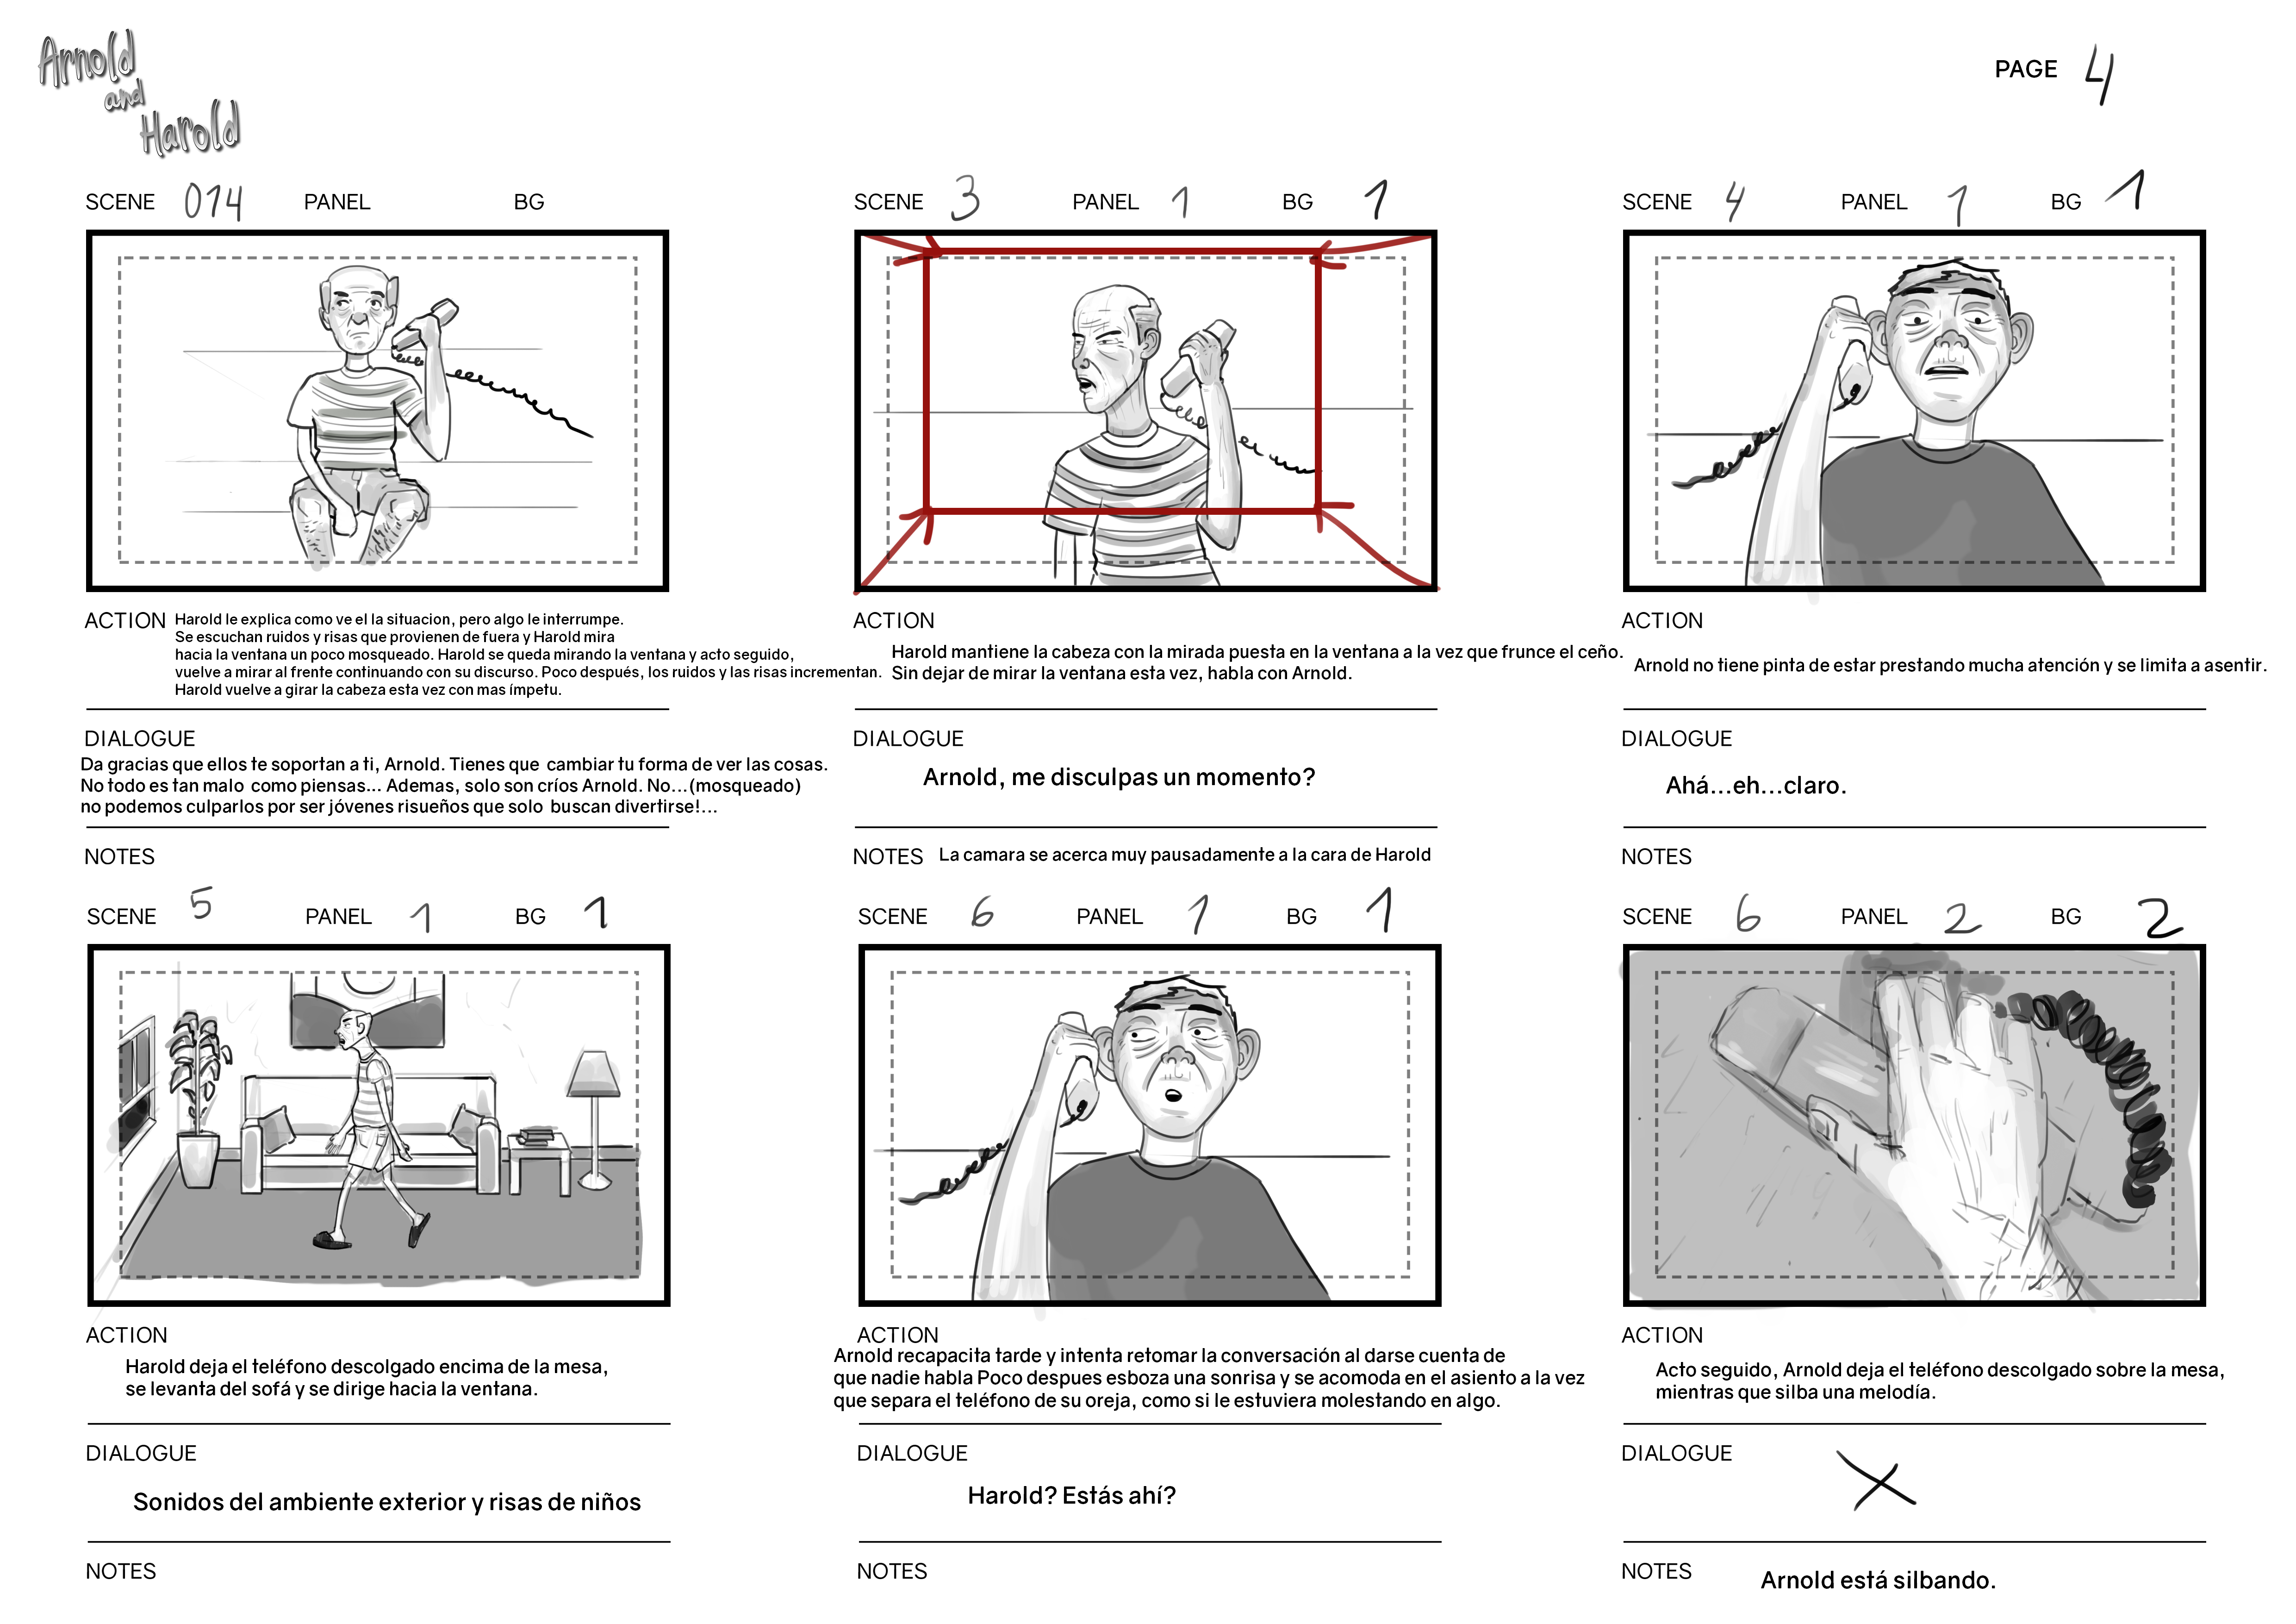 Arnold
and
Harold
PAGE 4
SCENE 014 PANEL BG
ACTION Harold le explica como ve el la situacion, pero algo le interrumpe.
Se escuchan ruidos y risas que provienen de fuera y Harold mira
hacia la ventana un poco mosqueado. Harold se queda mirando la ventana y acto seguido,
vuelve a mirar al frente continuando con su discurso. Poco después, los ruidos y las risas incrementan.
Harold vuelve a girar la cabeza esta vez con mas ímpetu.
DIALOGUE
Da gracias que ellos te soportan a ti, Arnold. Tienes que cambiar tu forma de ver las cosas.
No todo es tan malo como piensas... Ademas, solo son críos Arnold. No...(mosqueado)
no podemos culparlos por ser jóvenes risueños que solo buscan divertirse!...
NOTES
SCENE 3 PANEL 1 BG 1
ACTION
Harold mantiene la cabeza con la mirada puesta en la ventana a la vez que frunce el ceño.
Sin dejar de mirar la ventana esta vez, habla con Arnold.
DIALOGUE
Arnold, me disculpas un momento?
NOTES La camara se acerca muy pausadamente a la cara de Harold
SCENE 4 PANEL 1 BG 1
ACTION
Arnold no tiene pinta de estar prestando mucha atención y se limita a asentir.
DIALOGUE
Ahá...eh...claro.
NOTES
SCENE 5 PANEL 1 BG 1
ACTION
Harold deja el teléfono descolgado encima de la mesa,
se levanta del sofá y se dirige hacia la ventana.
DIALOGUE
Sonidos del ambiente exterior y risas de niños
NOTES
SCENE 6 PANEL 1 BG 1
ACTION
Arnold recapacita tarde y intenta retomar la conversación al darse cuenta de
que nadie habla Poco despues esboza una sonrisa y se acomoda en el asiento a la vez
que separa el teléfono de su oreja, como si le estuviera molestando en algo.
DIALOGUE
Harold? Estás ahí?
NOTES
SCENE 6 PANEL 2 BG 2
ACTION
Acto seguido, Arnold deja el teléfono descolgado sobre la mesa,
mientras que silba una melodía.
DIALOGUE X
NOTES Arnold está silbando.